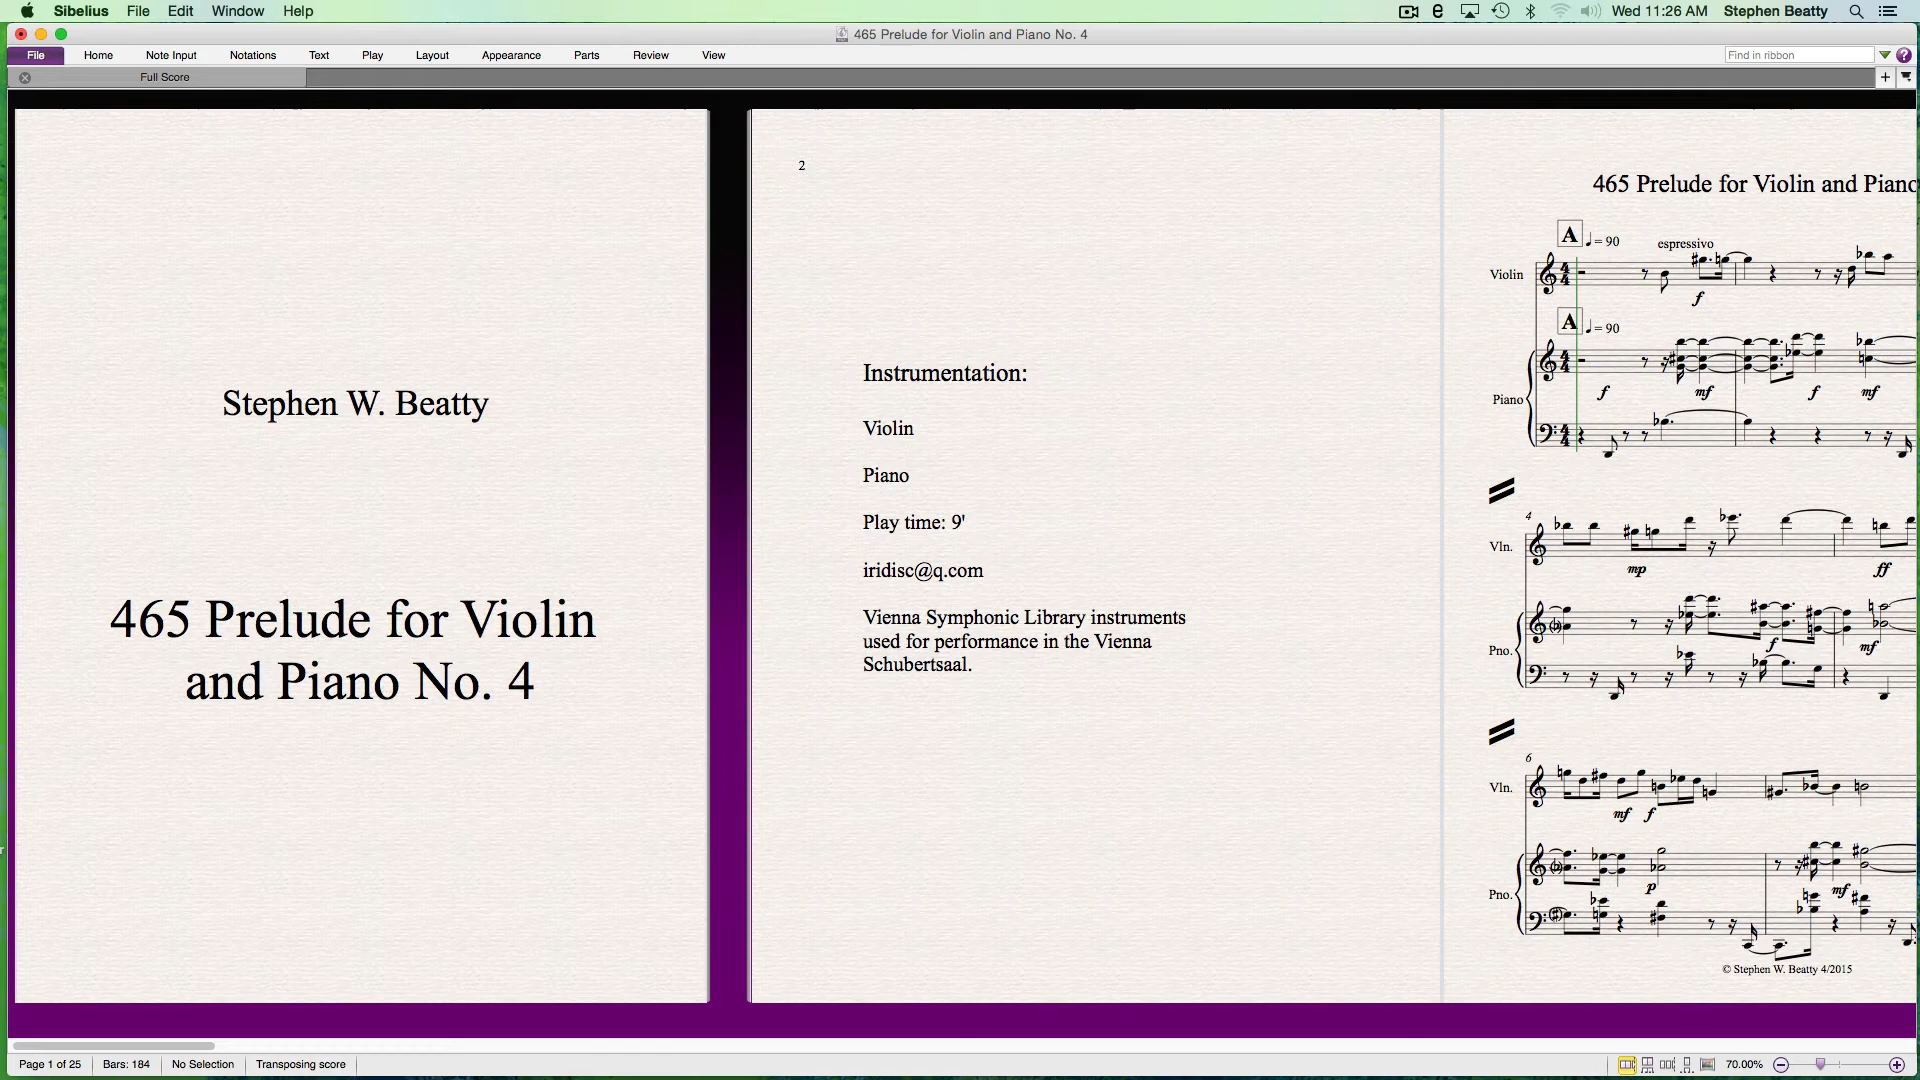 Sibelius File Edit Window Help Wed 11:26 AM Stephen Beatty
465 Prelude for Violin and Piano No. 4
File Home Note Input Notations Text Play Layout Appearance Parts Review View Find in ribbon ?
Full Score +
Stephen W. Beatty
465 Prelude for Violin
and Piano No. 4
2
Instrumentation:
Violin
Piano
Play time: 9'
iridisc@q.com
Vienna Symphonic Library instruments
used for performance in the Vienna
Schubertsaal.
465 Prelude for Violin and Piano
A ♩ = 90 espressivo
Violin
f
A ♩ = 90
f mf f mf
Piano
4
Vln.
mp ff
f mf
Pno.
6
Vln.
mf f
p mf
Pno.
© Stephen W. Beatty 4/2015
Page 1 of 25 Bars: 184 No Selection Transposing score 70.00%